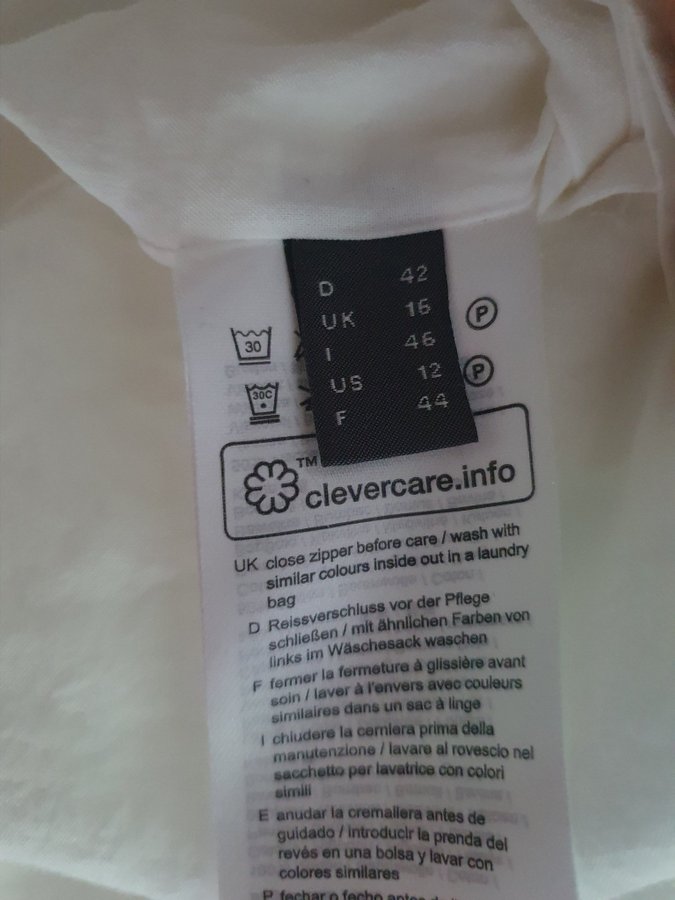 D 42
UK 16
I 46
US 12
F 44
30
P
30C
P
TM
clevercare.info
UK close zipper before care / wash with
similar colours inside out in a laundry
bag
D Reissverschluss vor der Pflege
schließen / mit ähnlichen Farben von
links im Wäschesack waschen
F fermer la fermeture à glissière avant
soin / laver à l'envers avec couleurs
similaires dans un sac à linge
I chiudere la cerniera prima della
manutenzione / lavare al rovescio nel
sacchetto per lavatrice con colori
simili
E anudar la cremallera antes de
guidado / introducir la prenda del
revés en una bolsa y lavar con
colores similares
P fechar o fecho antes